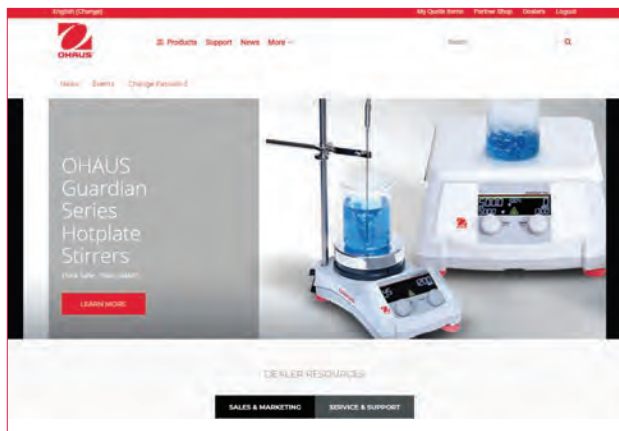 English (Change) My Quote Items Partner Shop Dealers Logout
OHAUS
Products Support News More
Search
News Events Change Password
OHAUS
Guardian
Series
Hotplate
Stirrers
LEARN MORE
DEALER RESOURCES
SALES & MARKETING SERVICE & SUPPORT